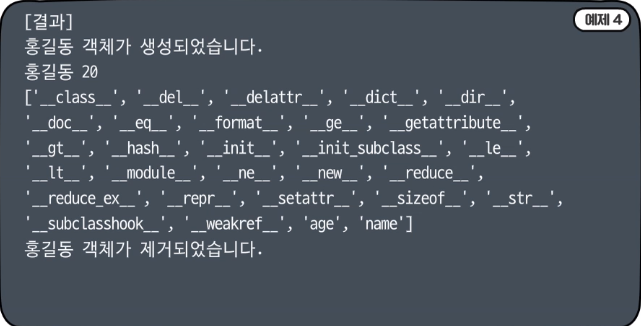 [결과]
예제 4
홍길동 객체가 생성되었습니다.
홍길동 20
['__class__', '__del__', '__delattr__', '__dict__', '__dir__',
'__doc__', '__eq__', '__format__', '__ge__', '__getattribute__',
'__gt__', '__hash__', '__init__', '__init_subclass__', '__le__',
'__lt__', '__module__', '__ne__', '__new__', '__reduce__',
'__reduce_ex__', '__repr__', '__setattr__', '__sizeof__', '__str__',
'__subclasshook__', '__weakref__', 'age', 'name']
홍길동 객체가 제거되었습니다.